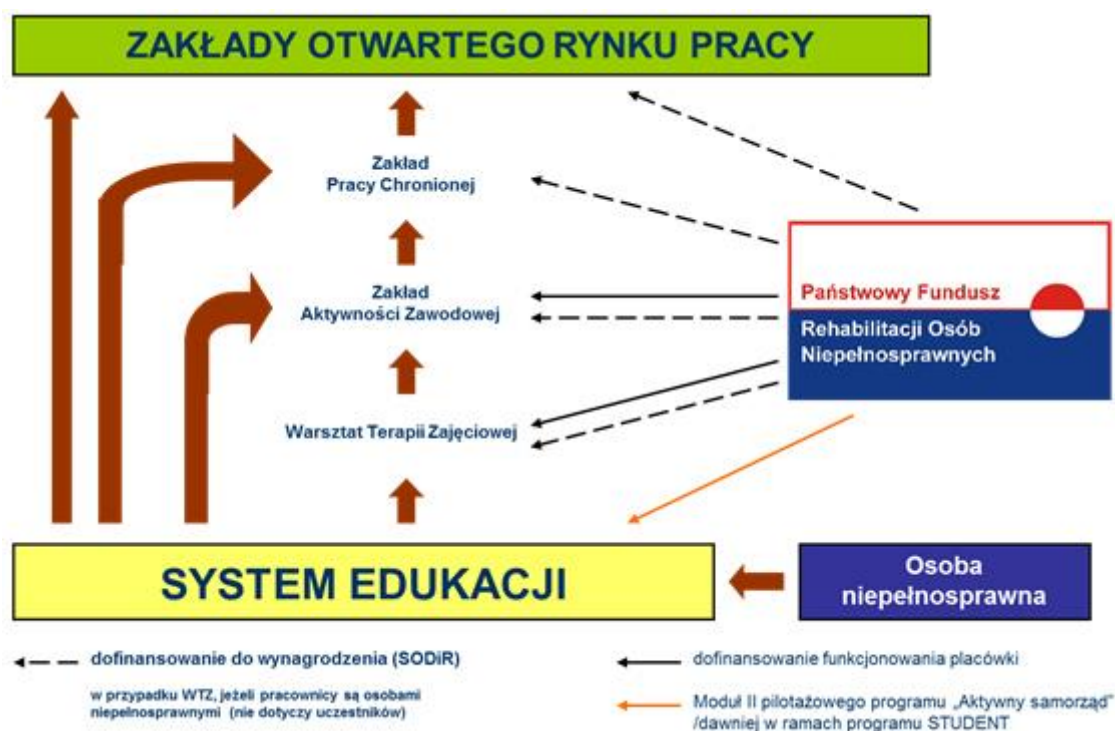 ZAKŁADY OTWARTEGO RYNKU PRACY
Zakład
Pracy Chronionej
Zakład
Aktywności Zawodowej
Państwowy Fundusz
Rehabilitacji Osób
Niepełnosprawnych
Warsztat Terapii Zajęciowej
SYSTEM EDUKACJI
Osoba
niepełnosprawna
dofinansowanie do wynagrodzenia (SODiR)
w przypadku WTZ, jeżeli pracownicy są osobami
niepełnosprawnymi (nie dotyczy uczestników)
dofinansowanie funkcjonowania placówki
Moduł II pilotażowego programu „Aktywny samorząd”
/dawniej w ramach programu STUDENT